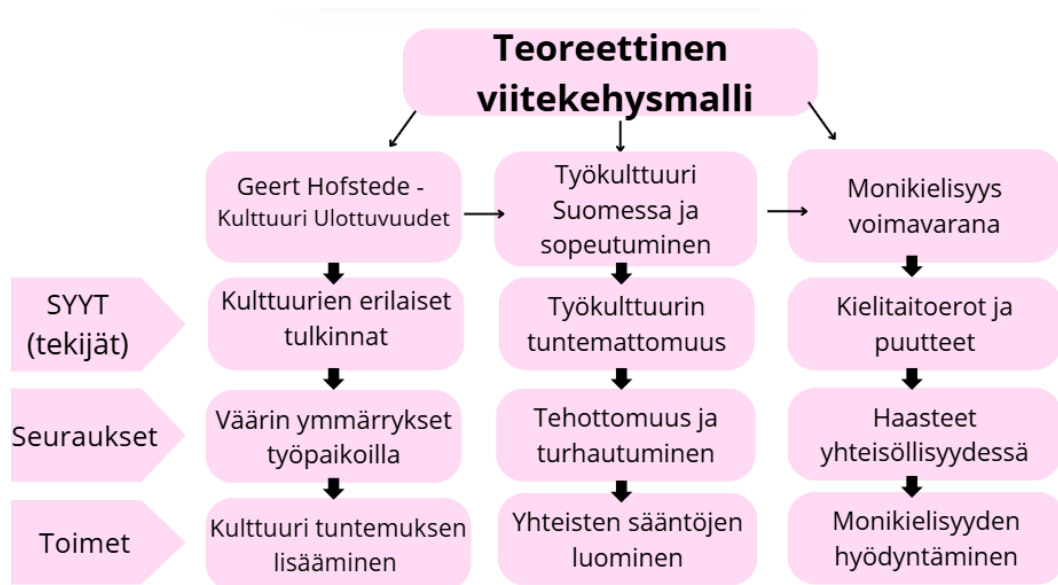 Teoreettinen
viitekehysmalli
Geert Hofstede -
Kulttuuri Ulottuvuudet
Työkulttuuri
Suomessa ja
sopeutuminen
Monikielisyys
voimavarana
SYYT
(tekijät)
Kulttuurien erilaiset
tulkinnat
Työkulttuurin
tuntemattomuus
Kielitaitoerot ja
puutteet
Seuraukset
Väärin ymmärrykset
työpaikoilla
Tehottomuus ja
turhautuminen
Haasteet
yhteisöllisyydessä
Toimet
Kulttuuri tuntemuksen
lisääminen
Yhteisten sääntöjen
luominen
Monikielisyyden
hyödyntäminen